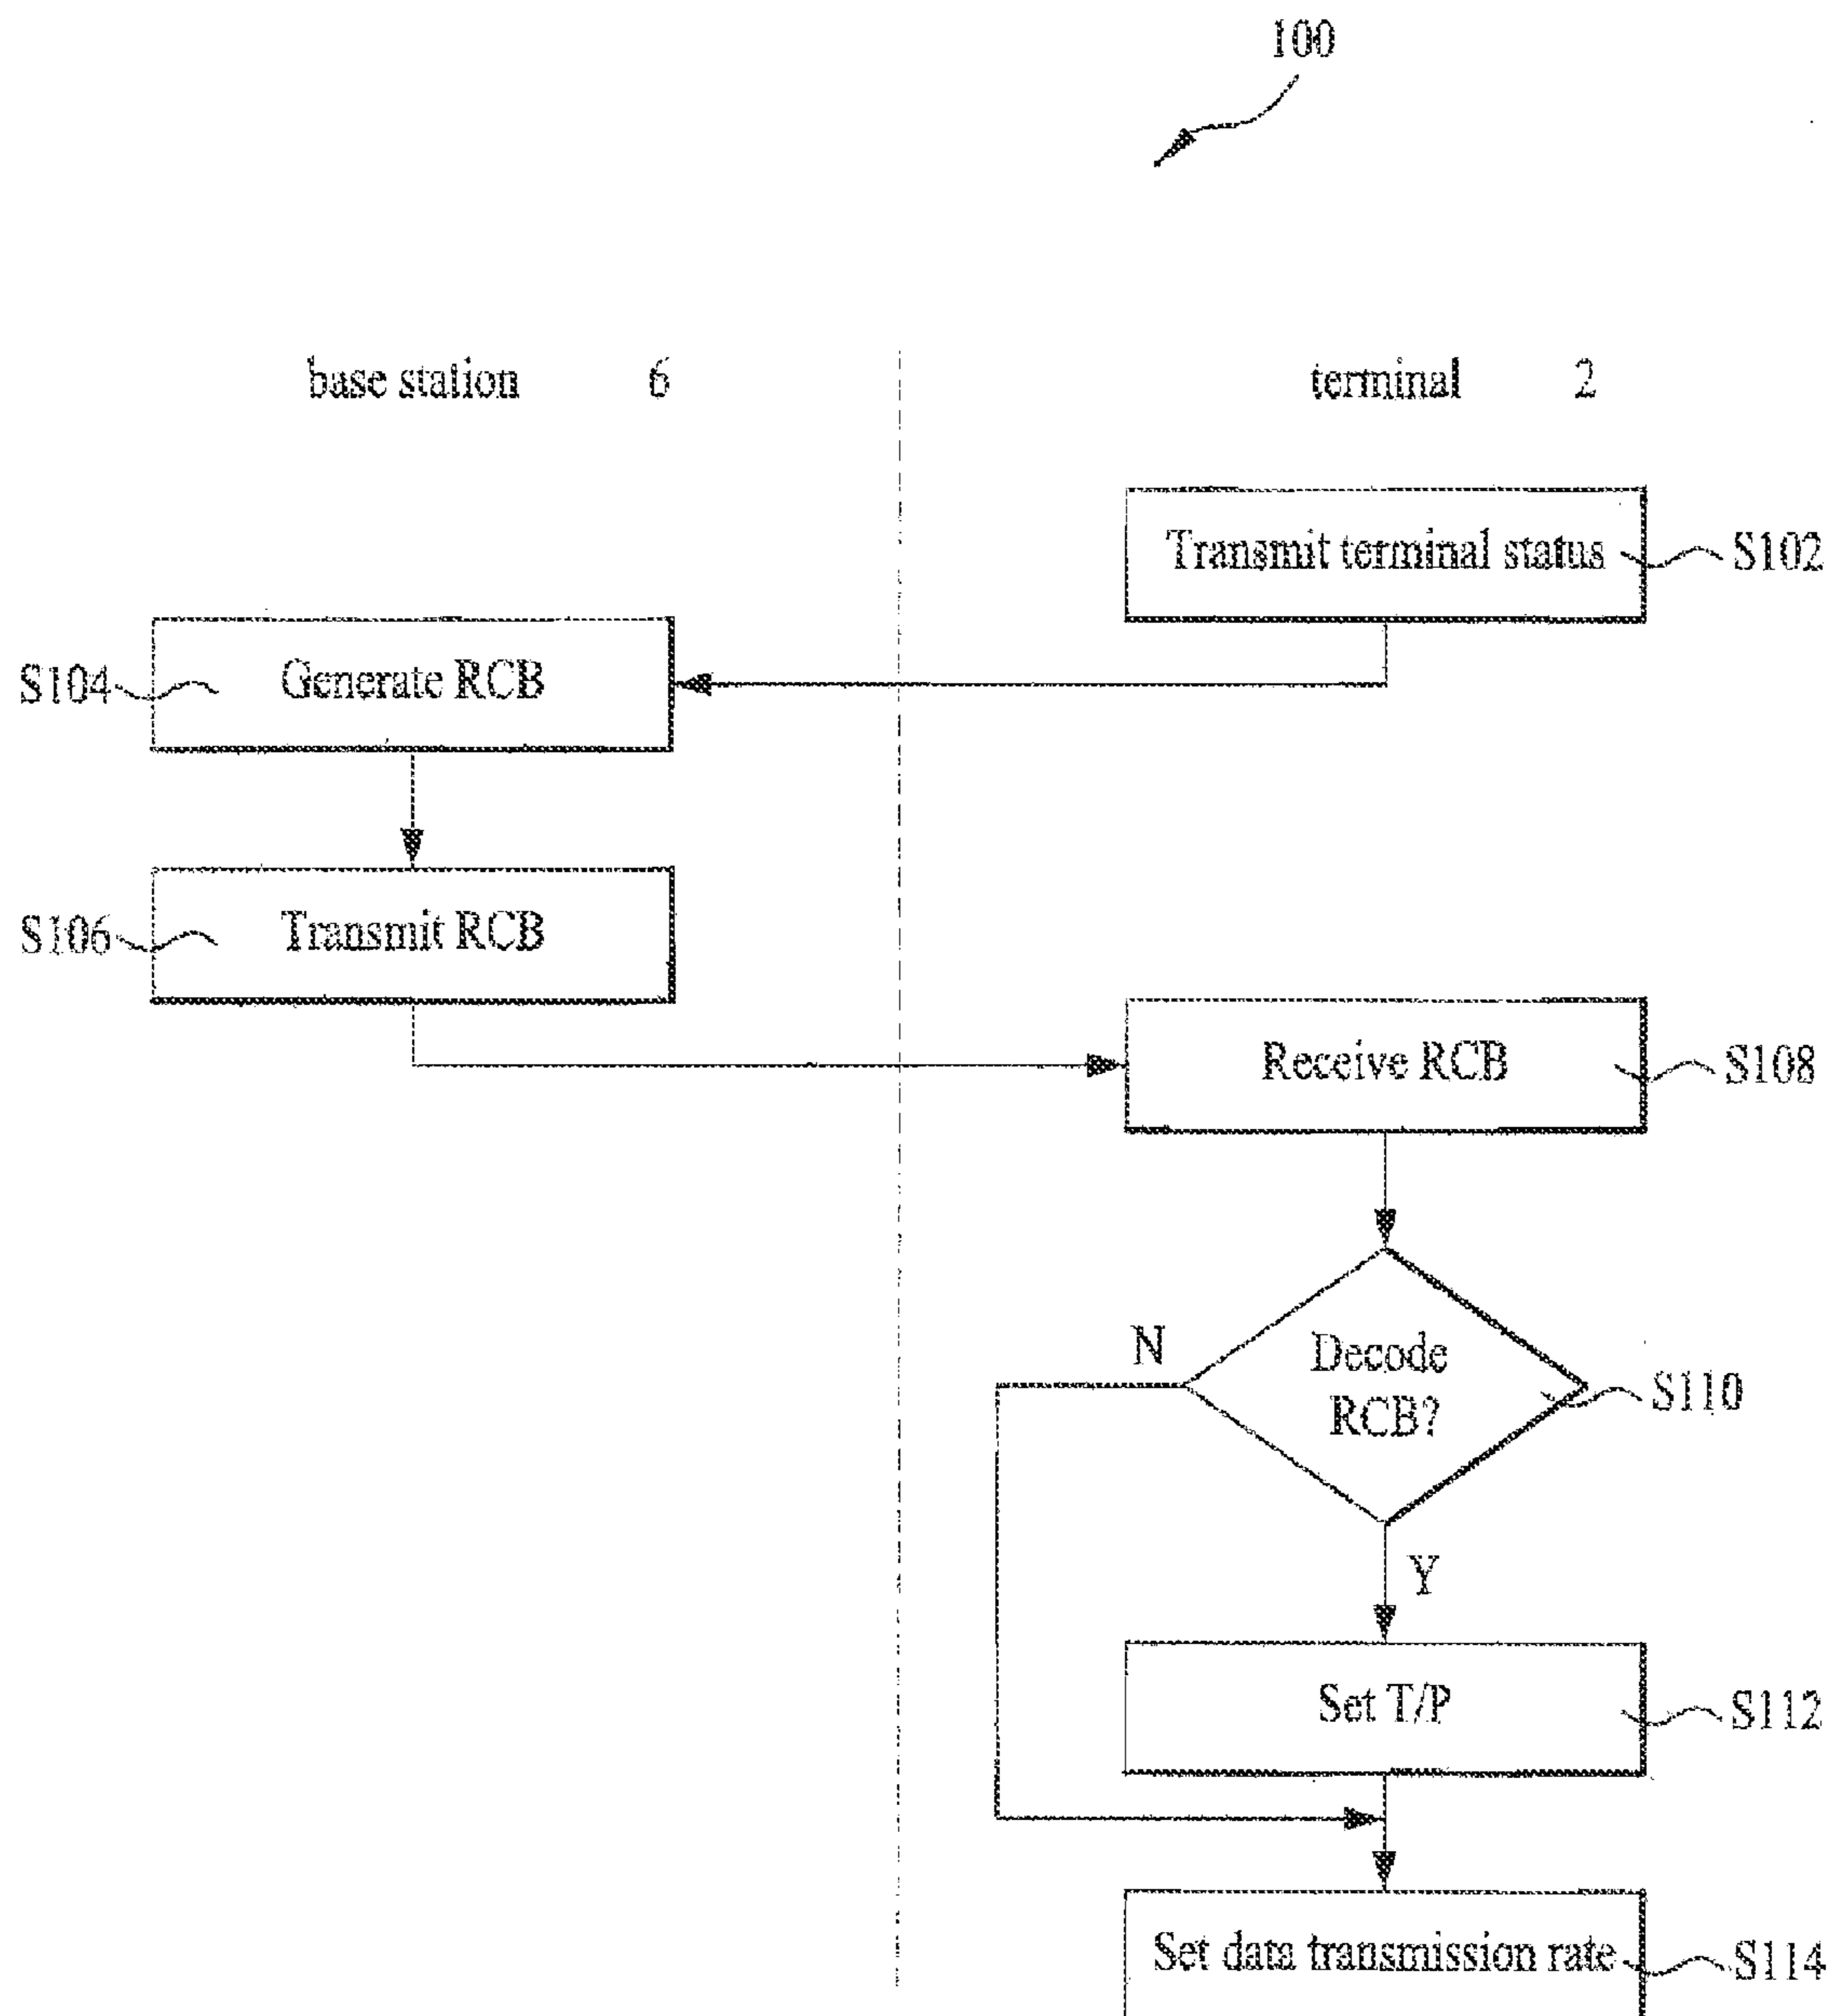 100
base station 6
terminal 2
Transmit terminal status
S102
S104
Generate RCB
S106
Transmit RCB
Receive RCB
S108
N
Decode
RCB?
S110
Y
Set T/P
S112
Set data transmission rate
S114